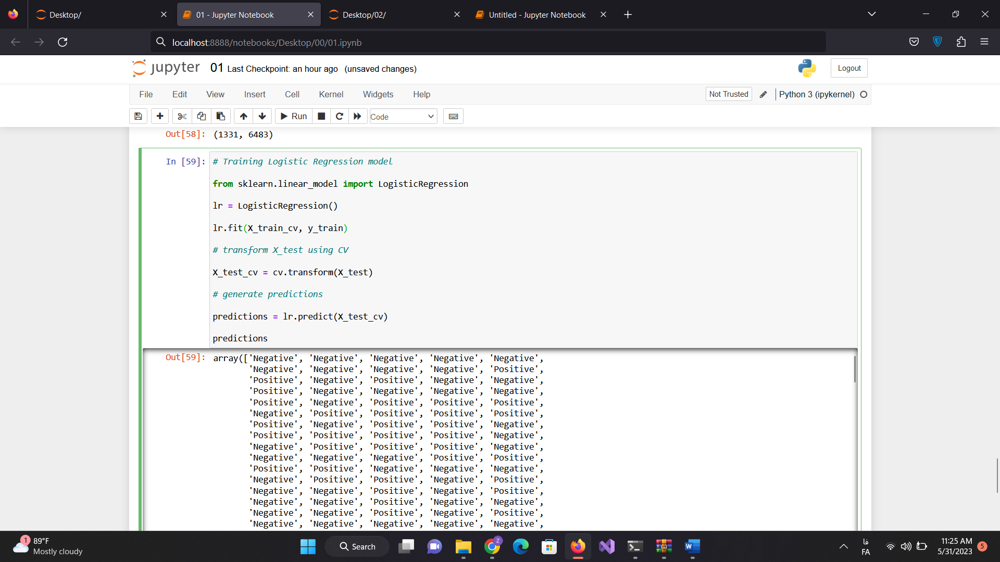 Desktop/
01 - Jupyter Notebook
Desktop/02/
Untitled - Jupyter Notebook
localhost:8888/notebooks/Desktop/00/01.ipynb
jupyter 01 Last Checkpoint: an hour ago (unsaved changes)
Logout
File Edit View Insert Cell Kernel Widgets Help
Not Trusted
Python 3 (ipykernel)
Run
Code
Out[58]: (1331, 6483)
In [59]: # Training Logistic Regression model
from sklearn.linear_model import LogisticRegression
lr = LogisticRegression()
lr.fit(X_train_cv, y_train)
# transform X_test using CV
X_test_cv = cv.transform(X_test)
# generate predictions
predictions = lr.predict(X_test_cv)
predictions
Out[59]: array(['Negative', 'Negative', 'Negative', 'Negative', 'Negative',
'Negative', 'Negative', 'Negative', 'Negative', 'Positive',
'Positive', 'Negative', 'Positive', 'Negative', 'Negative',
'Positive', 'Negative', 'Negative', 'Negative', 'Negative',
'Positive', 'Negative', 'Positive', 'Positive', 'Positive',
'Negative', 'Positive', 'Positive', 'Positive', 'Positive',
'Positive', 'Negative', 'Positive', 'Positive', 'Negative',
'Positive', 'Positive', 'Positive', 'Positive', 'Negative',
'Negative', 'Positive', 'Positive', 'Positive', 'Negative',
'Negative', 'Negative', 'Negative', 'Positive', 'Positive',
'Positive', 'Positive', 'Negative', 'Negative', 'Negative',
'Negative', 'Positive', 'Positive', 'Negative', 'Positive',
'Negative', 'Negative', 'Positive', 'Negative', 'Positive',
'Negative', 'Negative', 'Positive', 'Negative', 'Negative',
'Negative', 'Negative', 'Positive', 'Negative', 'Positive',
'Negative', 'Negative', 'Negative', 'Negative', 'Negative',
1
89°F
Mostly cloudy
Search
Z
W
فا
FA
11:25 AM
5/31/2023
5